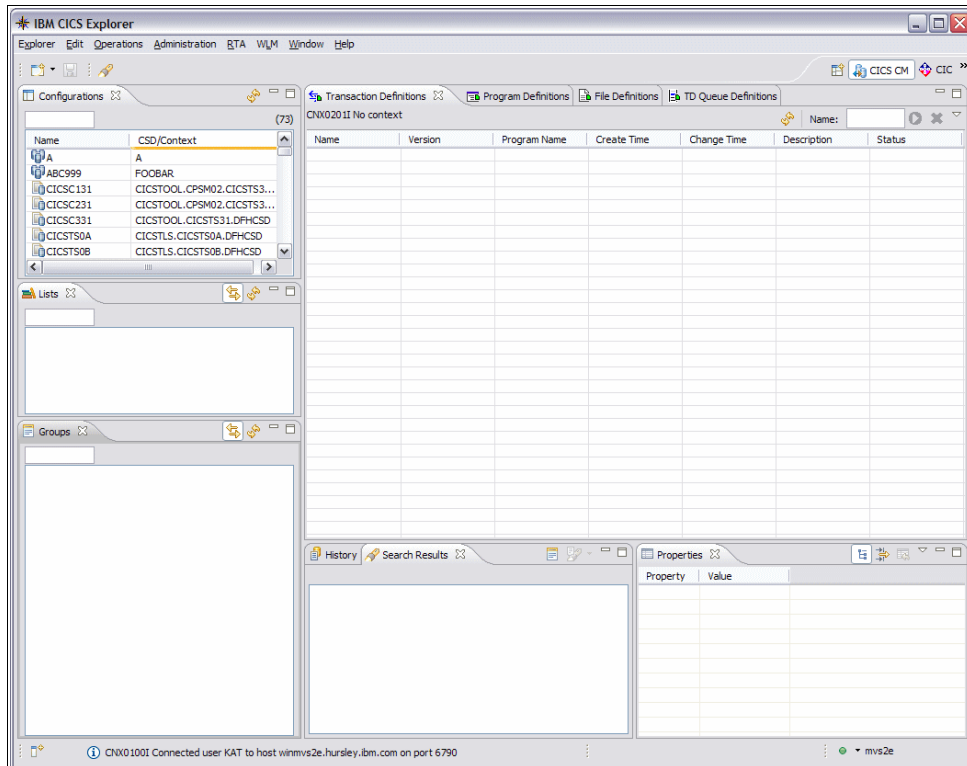 IBM CICS Explorer
Explorer Edit Operations Administration RTA WLM Window Help
CICS CM CIC »
Configurations
(73)
Name CSD/Context
A A
ABC999 FOOBAR
CICSC131 CICSTOOL.CPSM02.CICSTS3...
CICSC231 CICSTOOL.CPSM02.CICSTS3...
CICSC331 CICSTOOL.CICSTS31.DFHCSD
CICSTS0A CICSTLS.CICSTS0A.DFHCSD
CICSTS0B CICSTLS.CICSTS0B.DFHCSD
Lists
Groups
Transaction Definitions Program Definitions File Definitions TD Queue Definitions
CNX0201I No context Name:
Name Version Program Name Create Time Change Time Description Status
History Search Results
Properties
Property Value
CNX0100I Connected user KAT to host winmvs2e.hursley.ibm.com on port 6790
mvs2e